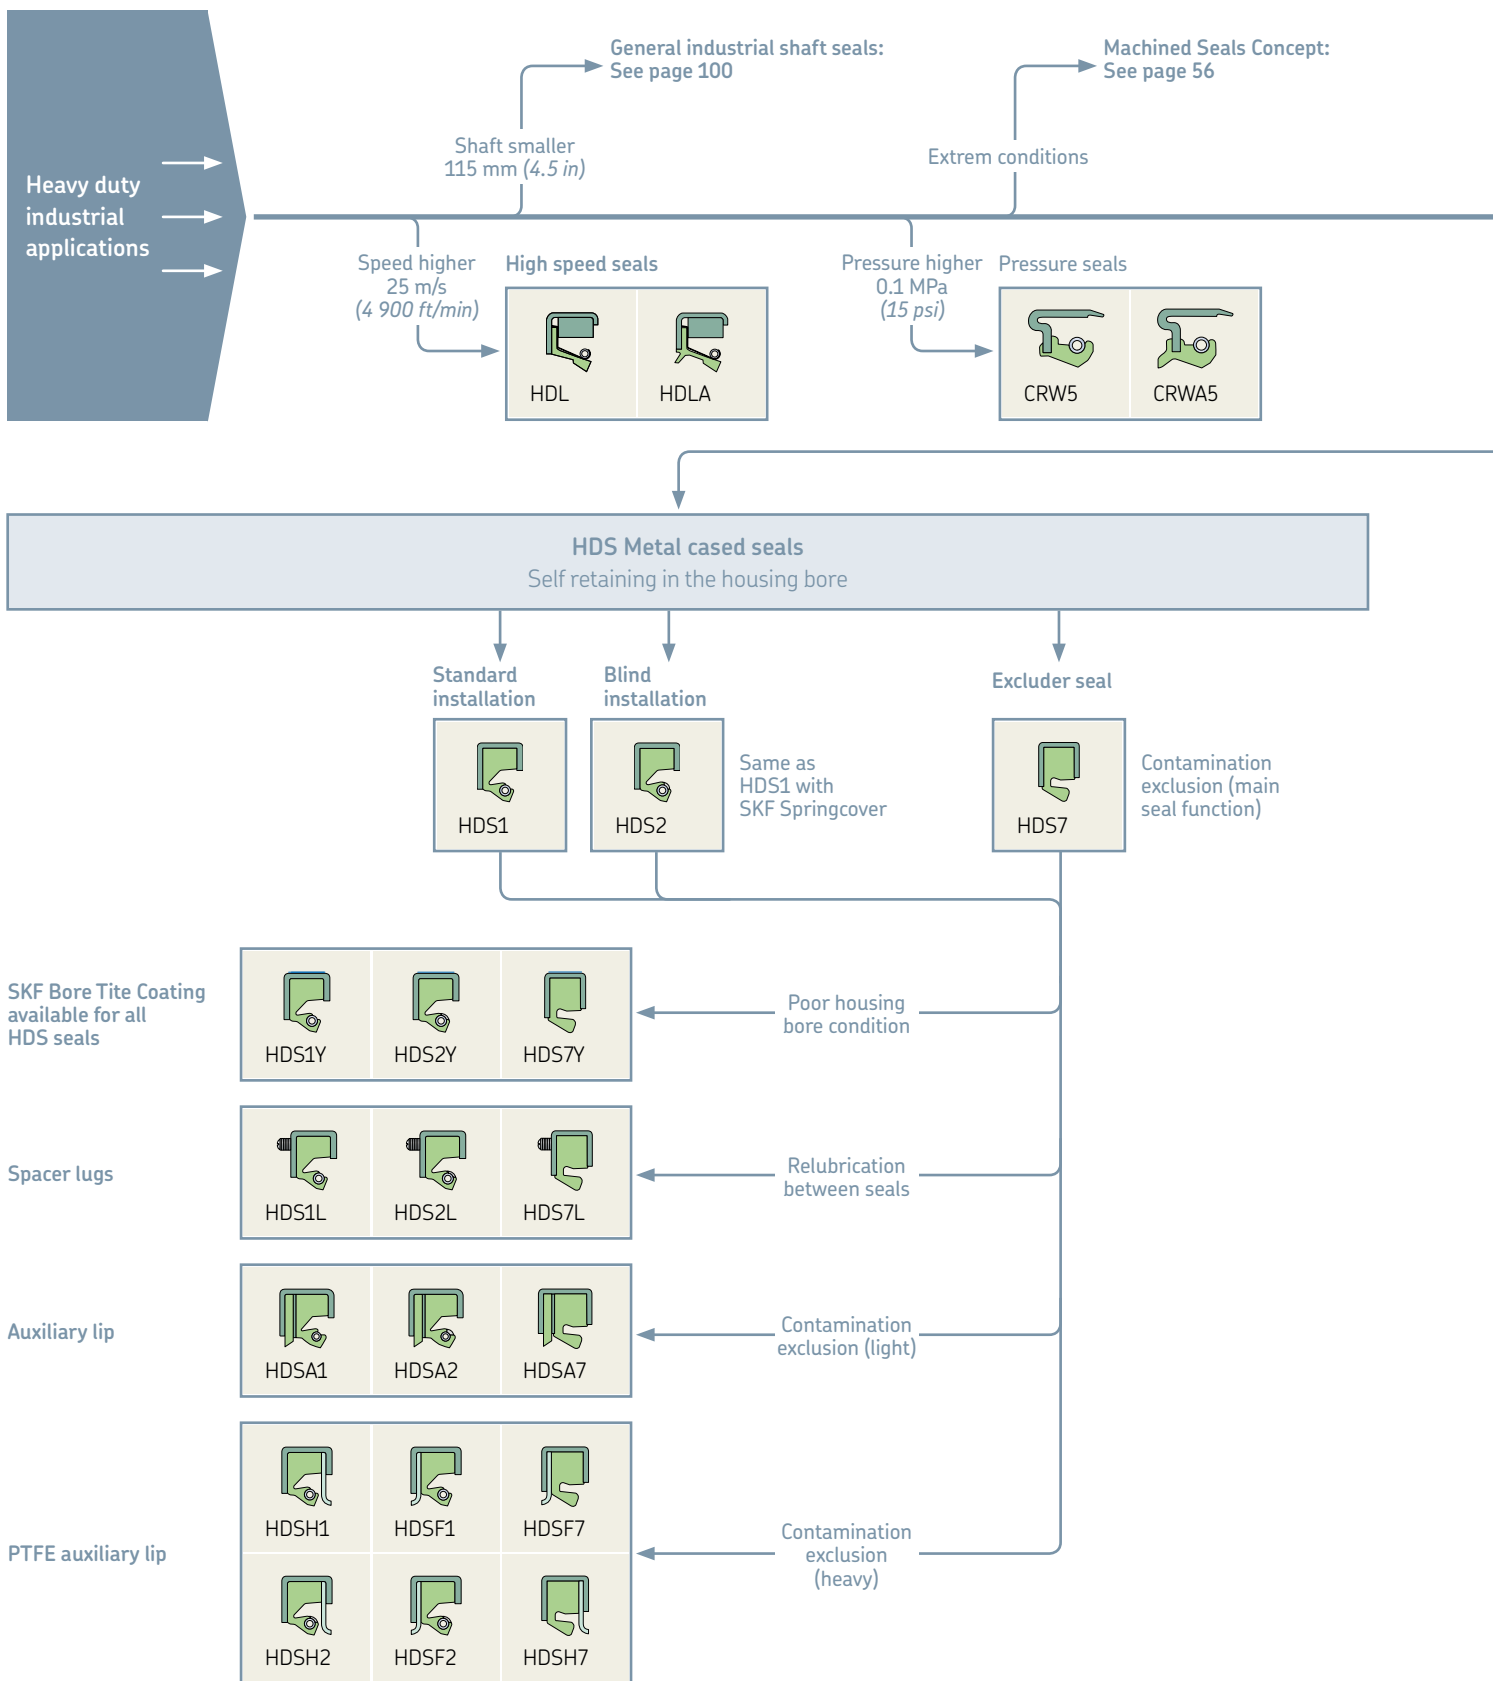 General industrial shaft seals:
See page 100
Machined Seals Concept:
See page 56
Heavy duty
industrial
applications
Shaft smaller
115 mm (4.5 in)
Extrem conditions
Speed higher
25 m/s
(4 900 ft/min)
High speed seals
HDL
HDLA
Pressure higher
0.1 MPa
(15 psi)
Pressure seals
CRW5
CRWA5
HDS Metal cased seals
Self retaining in the housing bore
Standard
installation
HDS1
Blind
installation
HDS2
Same as
HDS1 with
SKF Springcover
Excluder seal
HDS7
Contamination
exclusion (main
seal function)
SKF Bore Tite Coating
available for all
HDS seals
HDS1Y
HDS2Y
HDS7Y
Poor housing
bore condition
Spacer lugs
HDS1L
HDS2L
HDS7L
Relubrication
between seals
Auxiliary lip
HDSA1
HDSA2
HDSA7
Contamination
exclusion (light)
PTFE auxiliary lip
HDSH1
HDSF1
HDSF7
HDSH2
HDSF2
HDSH7
Contamination
exclusion
(heavy)